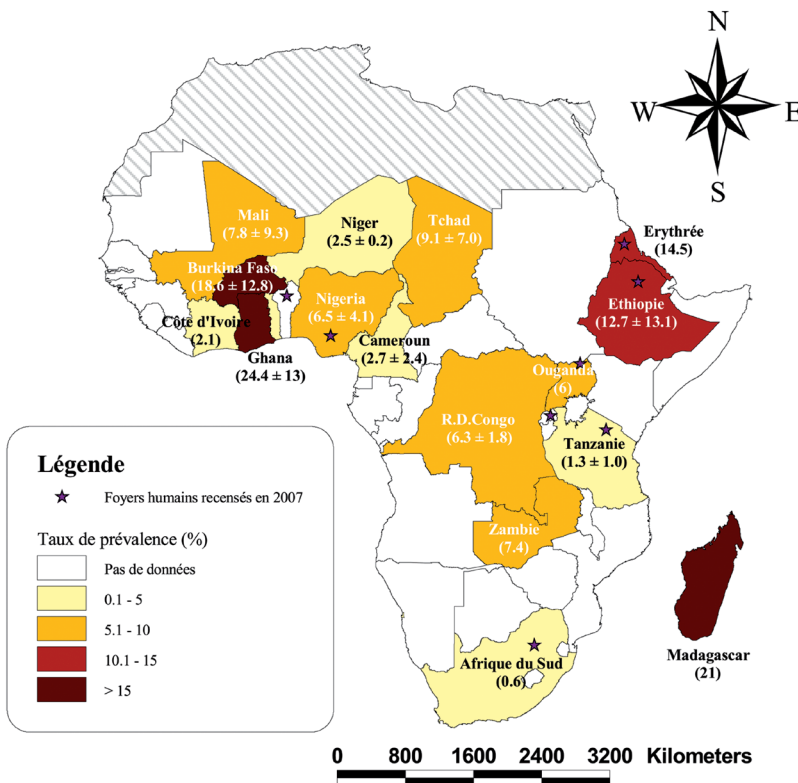 N
W
E
S
Mali
(7.8 ± 9.3)
Niger
(2.5 ± 0.2)
Tchad
(9.1 ± 7.0)
Erythrée
(14.5)
Burkina Faso
(18.6 ± 12.8)
Nigeria
(6.5 ± 4.1)
Ethiopie
(12.7 ± 13.1)
Côte d'Ivoire
(2.1)
Ghana
(24.4 ± 13)
Cameroun
(2.7 ± 2.4)
Ouganda
(6)
R.D.Congo
(6.3 ± 1.8)
Tanzanie
(1.3 ± 1.0)
Zambie
(7.4)
Madagascar
(21)
Afrique du Sud
(0.6)
Légende
Foyers humains recensés en 2007
Taux de prévalence (%)
Pas de données
0.1 - 5
5.1 - 10
10.1 - 15
> 15
0 800 1600 2400 3200 Kilometers